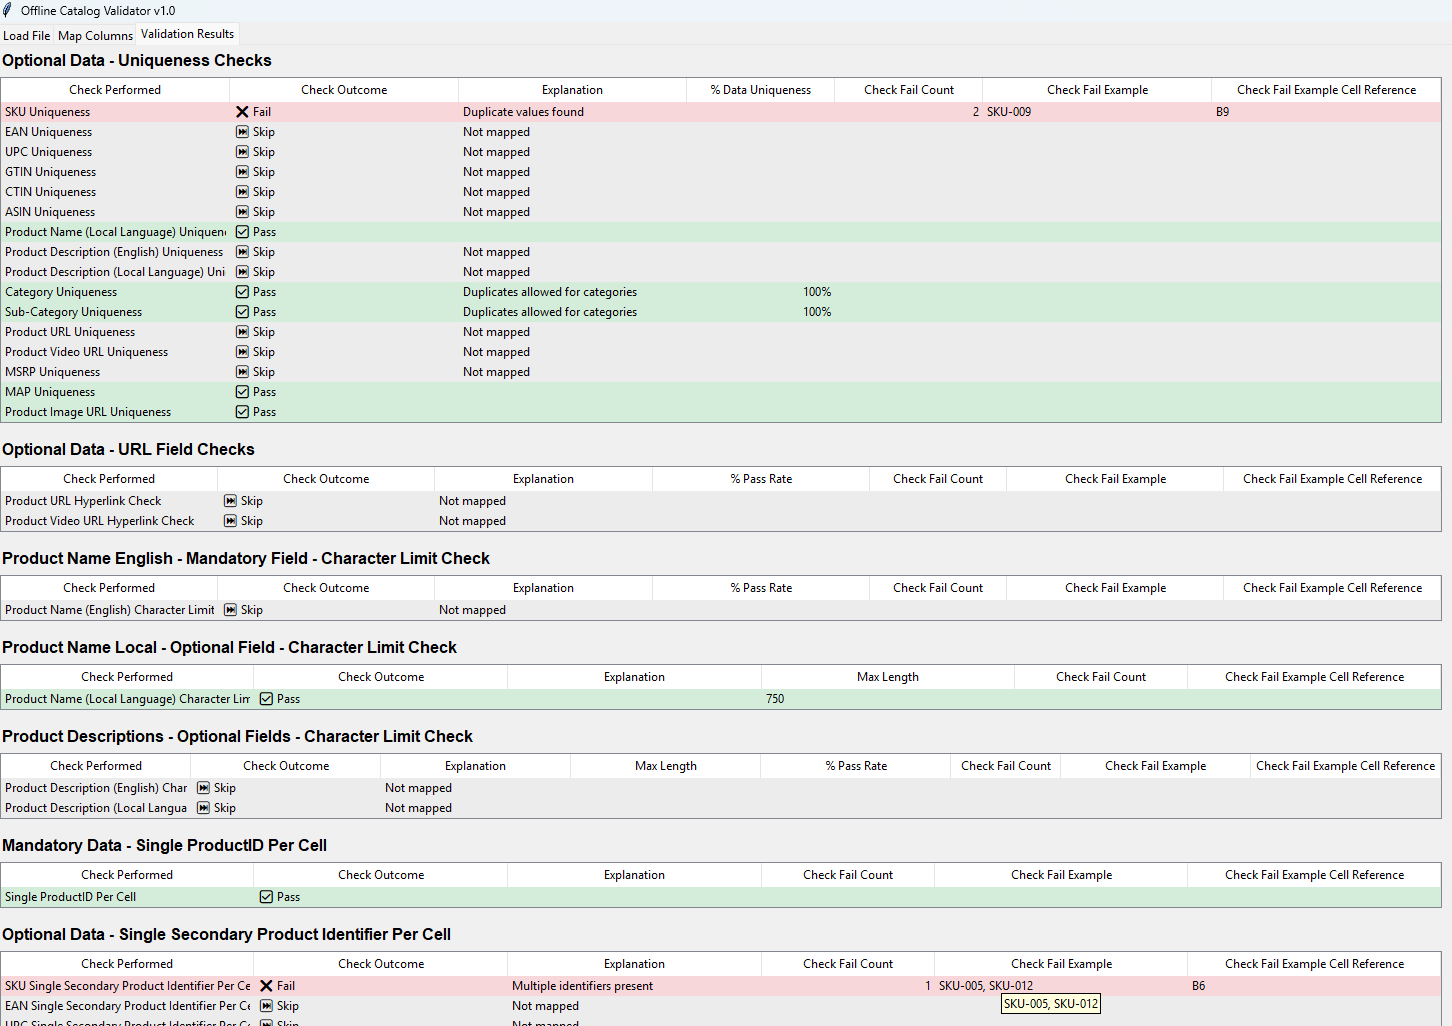 Offline Catalog Validator v1.0
Load File Map Columns Validation Results
Optional Data - Uniqueness Checks
Check Performed Check Outcome Explanation % Data Uniqueness Check Fail Count Check Fail Example Check Fail Example Cell Reference
SKU Uniqueness Fail Duplicate values found 2 SKU-009 B9
EAN Uniqueness Skip Not mapped
UPC Uniqueness Skip Not mapped
GTIN Uniqueness Skip Not mapped
CTIN Uniqueness Skip Not mapped
ASIN Uniqueness Skip Not mapped
Product Name (Local Language) Uniquen Pass
Product Description (English) Uniqueness Skip Not mapped
Product Description (Local Language) Uni Skip Not mapped
Category Uniqueness Pass Duplicates allowed for categories 100%
Sub-Category Uniqueness Pass Duplicates allowed for categories 100%
Product URL Uniqueness Skip Not mapped
Product Video URL Uniqueness Skip Not mapped
MSRP Uniqueness Skip Not mapped
MAP Uniqueness Pass
Product Image URL Uniqueness Pass
Optional Data - URL Field Checks
Check Performed Check Outcome Explanation % Pass Rate Check Fail Count Check Fail Example Check Fail Example Cell Reference
Product URL Hyperlink Check Skip Not mapped
Product Video URL Hyperlink Check Skip Not mapped
Product Name English - Mandatory Field - Character Limit Check
Check Performed Check Outcome Explanation % Pass Rate Check Fail Count Check Fail Example Check Fail Example Cell Reference
Product Name (English) Character Limit Skip Not mapped
Product Name Local - Optional Field - Character Limit Check
Check Performed Check Outcome Explanation Max Length Check Fail Count Check Fail Example Cell Reference
Product Name (Local Language) Character Lim Pass 750
Product Descriptions - Optional Fields - Character Limit Check
Check Performed Check Outcome Explanation Max Length % Pass Rate Check Fail Count Check Fail Example Check Fail Example Cell Reference
Product Description (English) Char Skip Not mapped
Product Description (Local Langua Skip Not mapped
Mandatory Data - Single ProductID Per Cell
Check Performed Check Outcome Explanation Check Fail Count Check Fail Example Check Fail Example Cell Reference
Single ProductID Per Cell Pass
Optional Data - Single Secondary Product Identifier Per Cell
Check Performed Check Outcome Explanation Check Fail Count Check Fail Example Check Fail Example Cell Reference
SKU Single Secondary Product Identifier Per Ce Fail Multiple identifiers present 1 SKU-005, SKU-012 B6
SKU-005, SKU-012
EAN Single Secondary Product Identifier Per Ce Skip Not mapped
UPC Single Secondary Product Identifier Per Ce Skip Not mapped